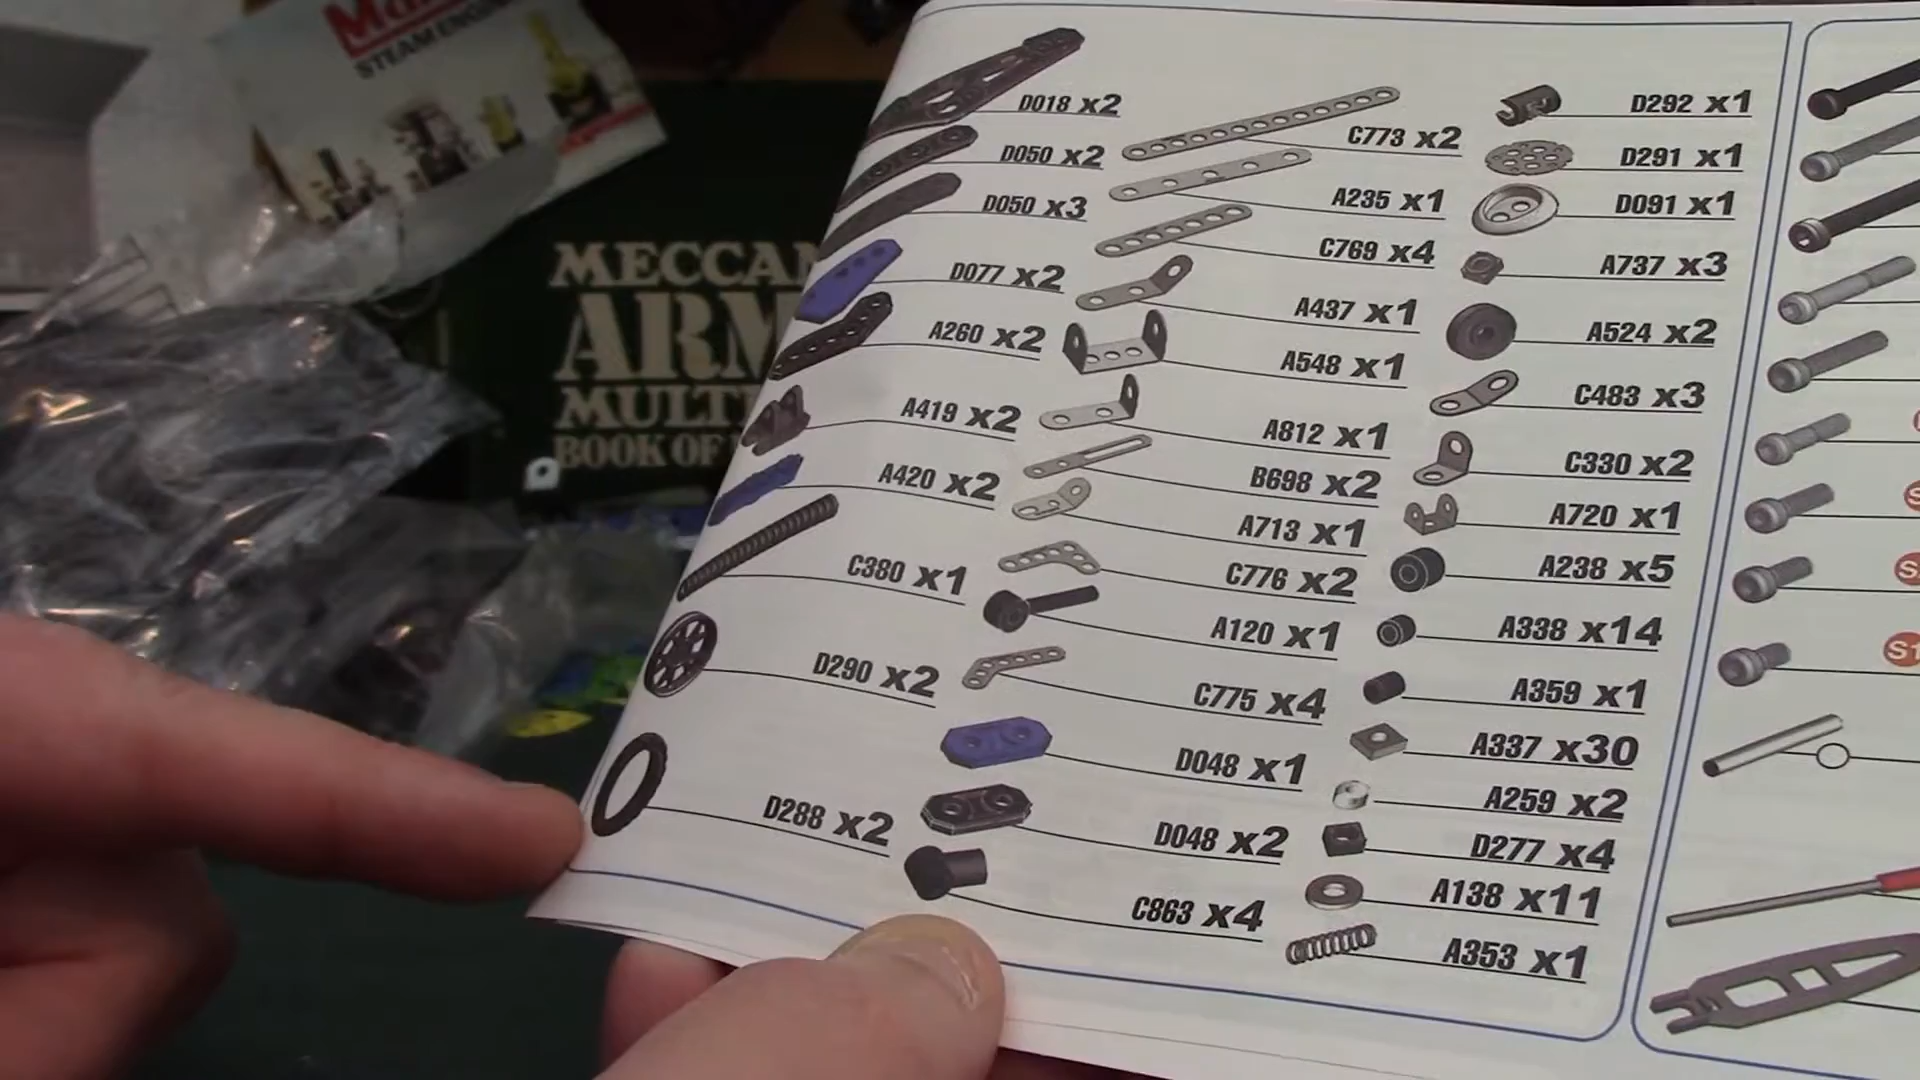 STEAM ENGINE
MECCAN
ARM
MULTI
BOOK OF
D018 x2
D050 x2
D050 x3
D077 x2
A260 x2
A419 x2
A420 x2
C380 x1
D290 x2
D288 x2
C773 x2
A235 x1
C769 x4
A437 x1
A548 x1
A812 x1
B698 x2
A713 x1
C776 x2
A120 x1
C775 x4
D048 x1
D048 x2
C863 x4
D292 x1
D291 x1
D091 x1
A737 x3
A524 x2
C483 x3
C330 x2
A720 x1
A238 x5
A338 x14
A359 x1
A337 x30
A259 x2
D277 x4
A138 x11
A353 x1